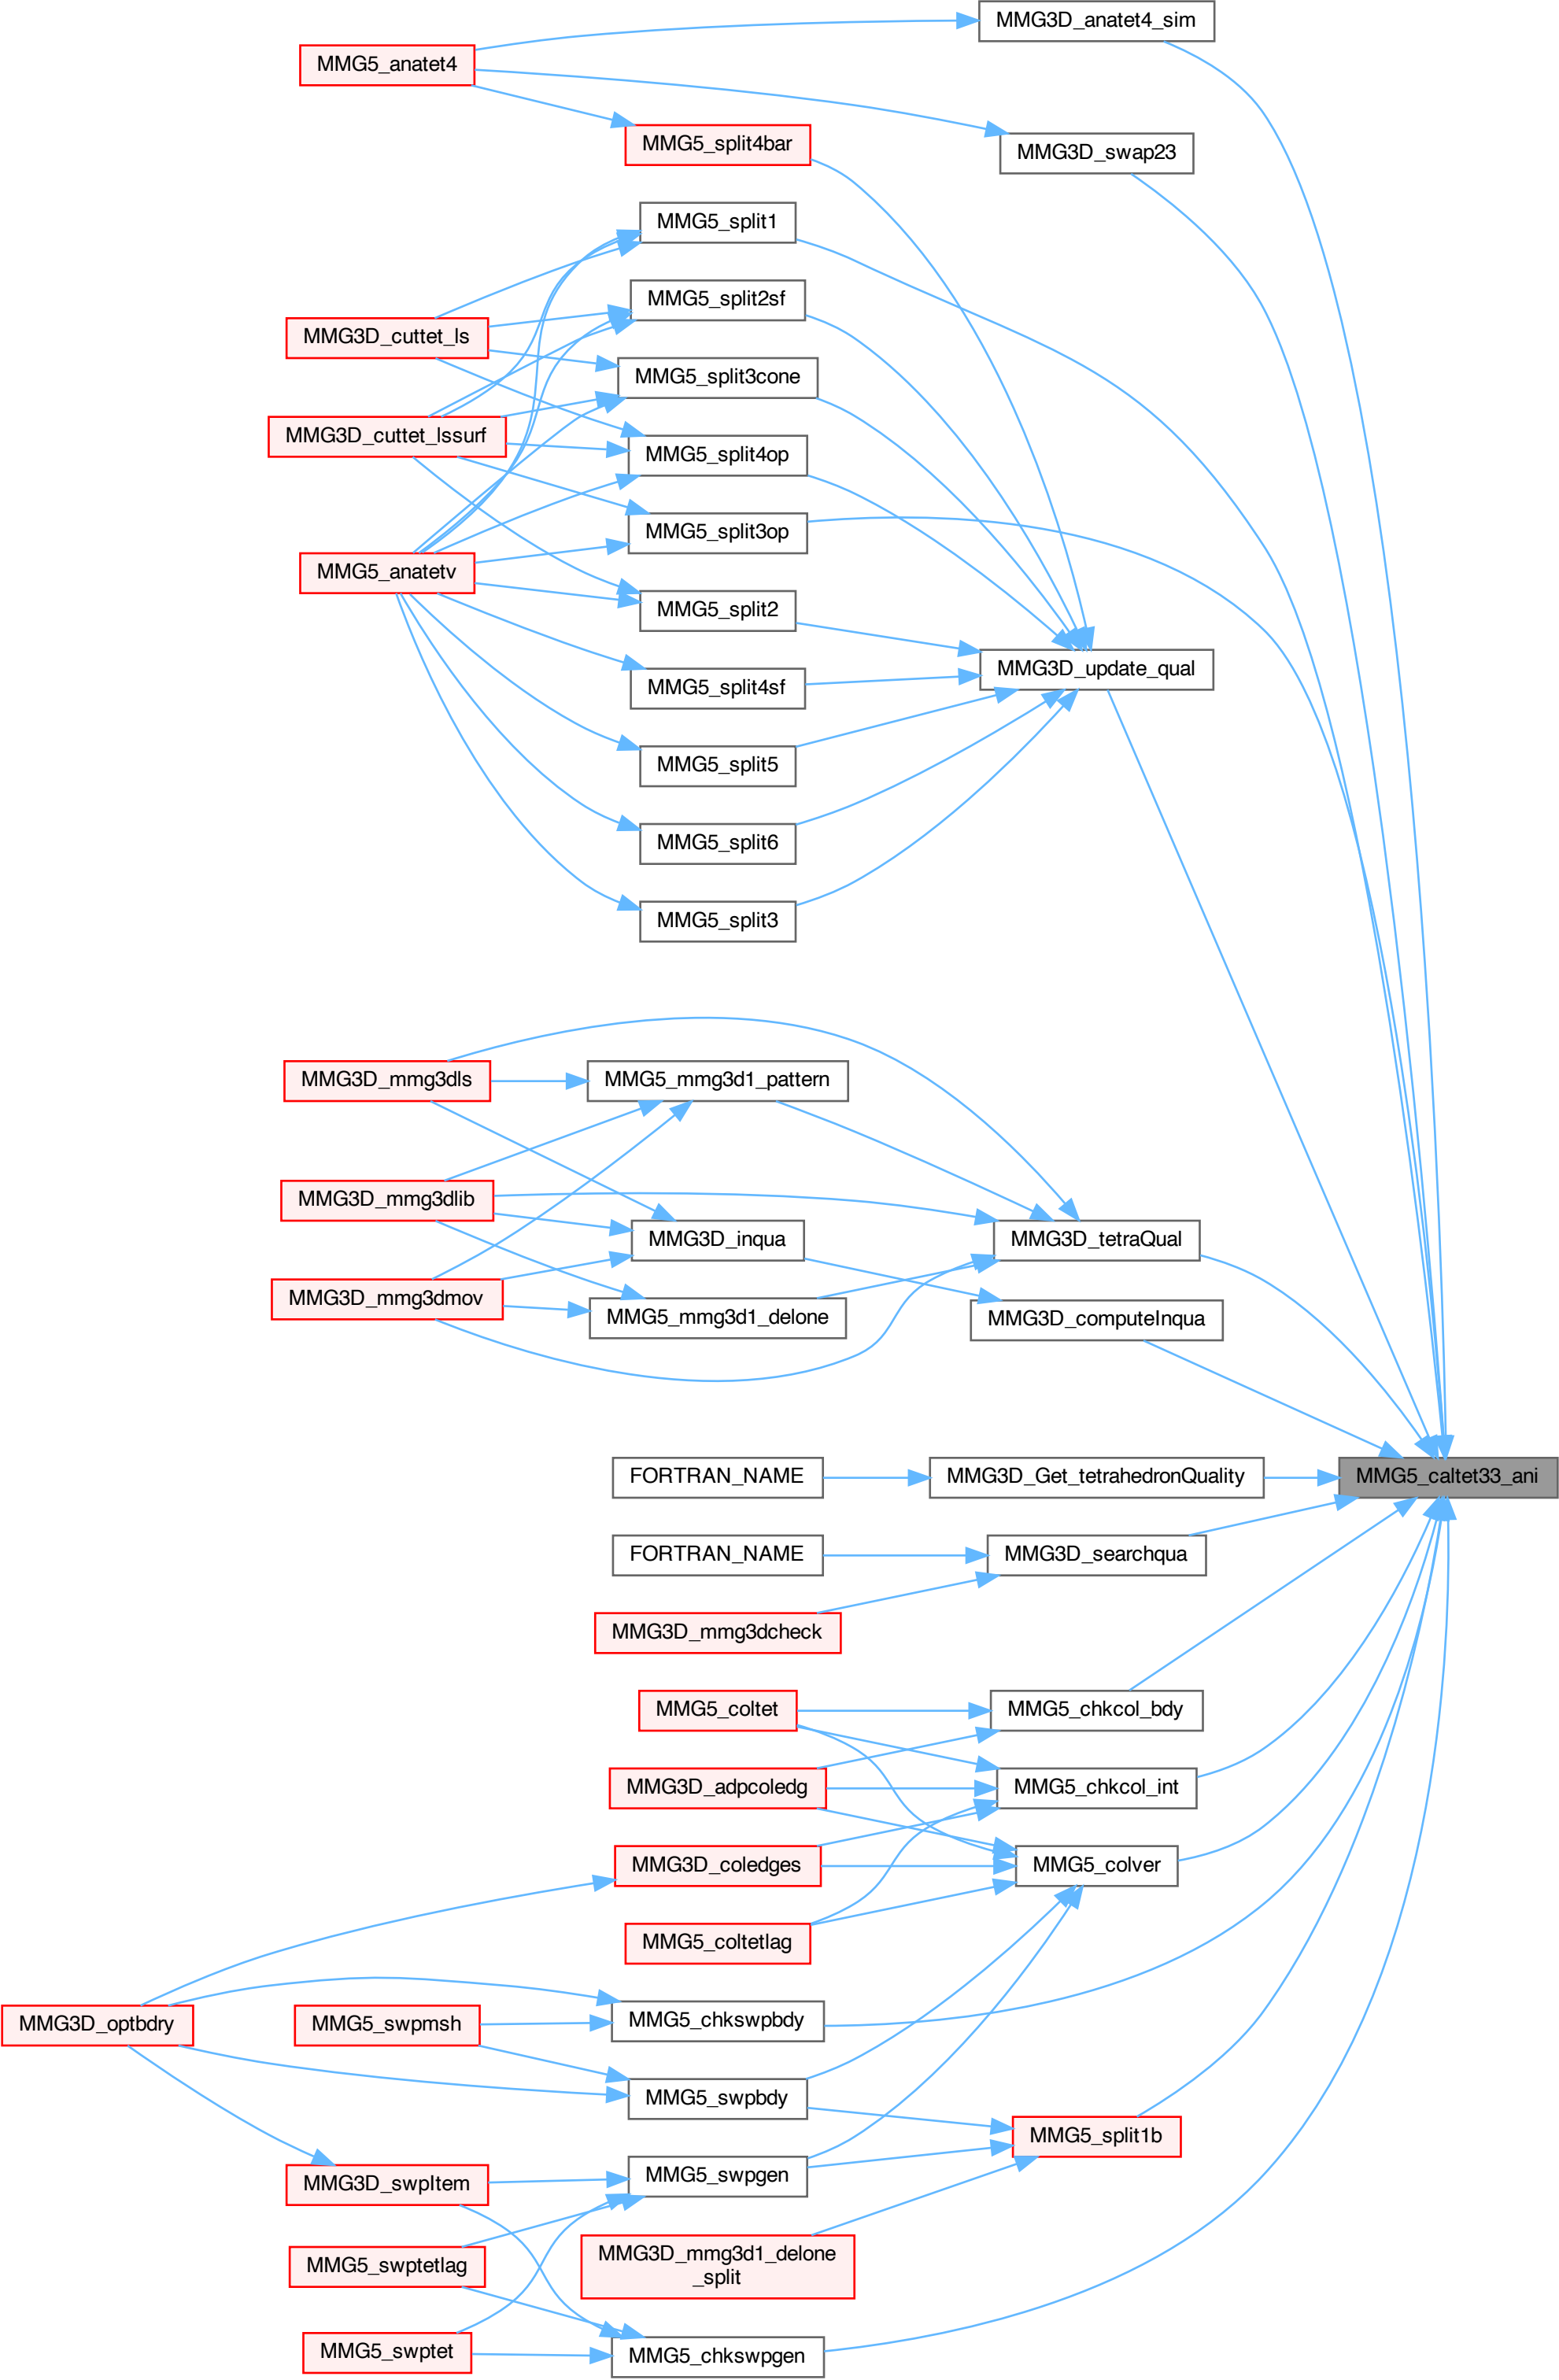 MMG3D_anatet4_sim
MMG5_anatet4
MMG5_split4bar
MMG3D_swap23
MMG5_split1
MMG5_split2sf
MMG3D_cuttet_ls
MMG5_split3cone
MMG3D_cuttet_lssurf
MMG5_split4op
MMG5_split3op
MMG5_anatetv
MMG5_split2
MMG3D_update_qual
MMG5_split4sf
MMG5_split5
MMG5_split6
MMG5_split3
MMG3D_mmg3dls
MMG5_mmg3d1_pattern
MMG3D_mmg3dlib
MMG3D_inqua
MMG3D_tetraQual
MMG3D_mmg3dmov
MMG5_mmg3d1_delone
MMG3D_computeInqua
FORTRAN_NAME
MMG3D_Get_tetrahedronQuality
MMG5_caltet33_ani
FORTRAN_NAME
MMG3D_searchqua
MMG3D_mmg3dcheck
MMG5_coltet
MMG5_chkcol_bdy
MMG3D_adpcoledg
MMG5_chkcol_int
MMG3D_coledges
MMG5_colver
MMG5_coltetlag
MMG3D_optbdry
MMG5_swpmsh
MMG5_chkswpbdy
MMG5_swpbdy
MMG5_split1b
MMG3D_swpItem
MMG5_swpgen
MMG5_swptetlag
MMG3D_mmg3d1_delone
_split
MMG5_swptet
MMG5_chkswpgen